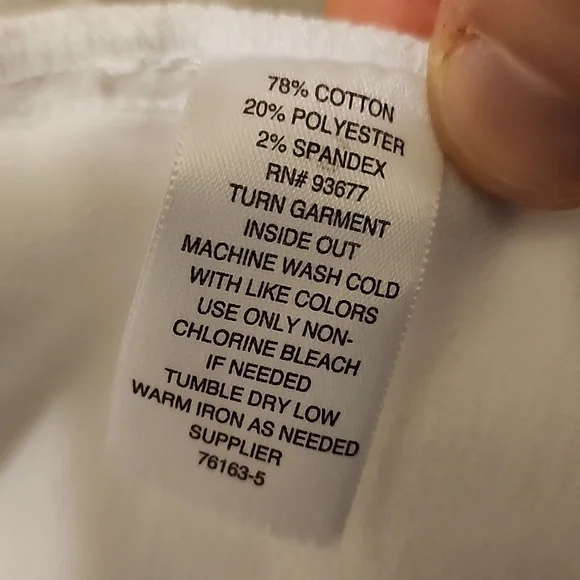 78% COTTON
20% POLYESTER
2% SPANDEX
RN# 93677
TURN GARMENT
INSIDE OUT
MACHINE WASH COLD
WITH LIKE COLORS
USE ONLY NON-
CHLORINE BLEACH
IF NEEDED
TUMBLE DRY LOW
WARM IRON AS NEEDED
SUPPLIER
76163-5